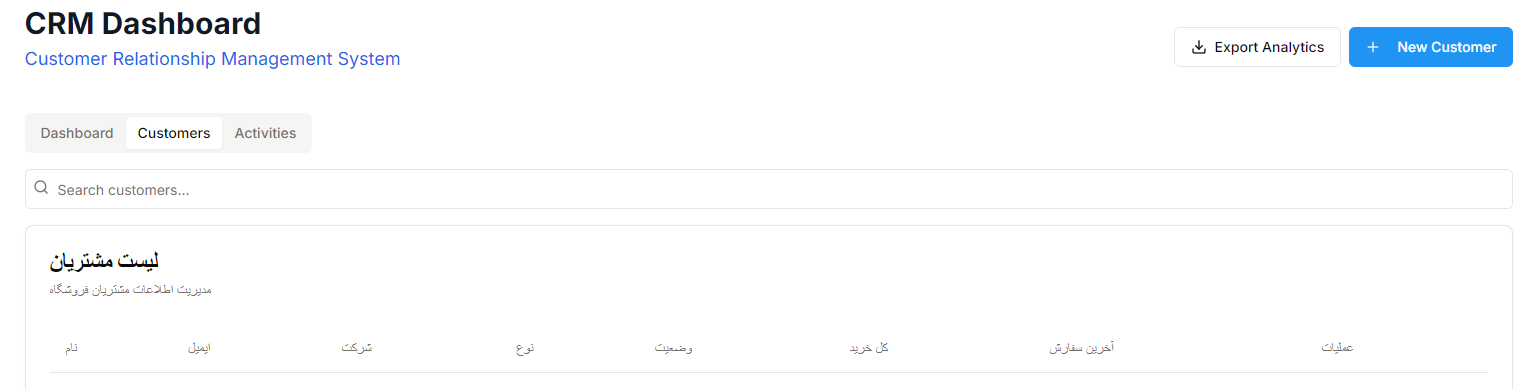 CRM Dashboard
Customer Relationship Management System
Export Analytics
New Customer
Dashboard Customers Activities
Search customers...
لیست مشتریان
مدیریت اطلاعات مشتریان فروشگاه
نام ایمیل شرکت نوع وضعیت کل خرید آخرین سفارش عملیات